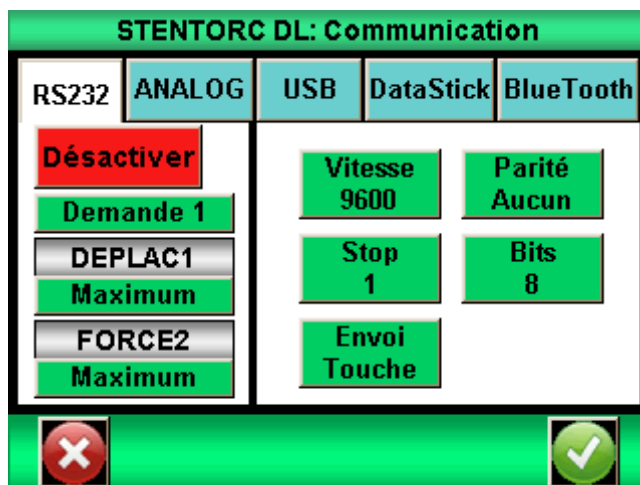 STENTORC DL: Communication
RS232 ANALOG USB DataStick BlueTooth
Désactiver
Demande 1
DEPLAC1
Maximum
FORCE2
Maximum
Vitesse
9600
Parité
Aucun
Stop
1
Bits
8
Envoi
Touche